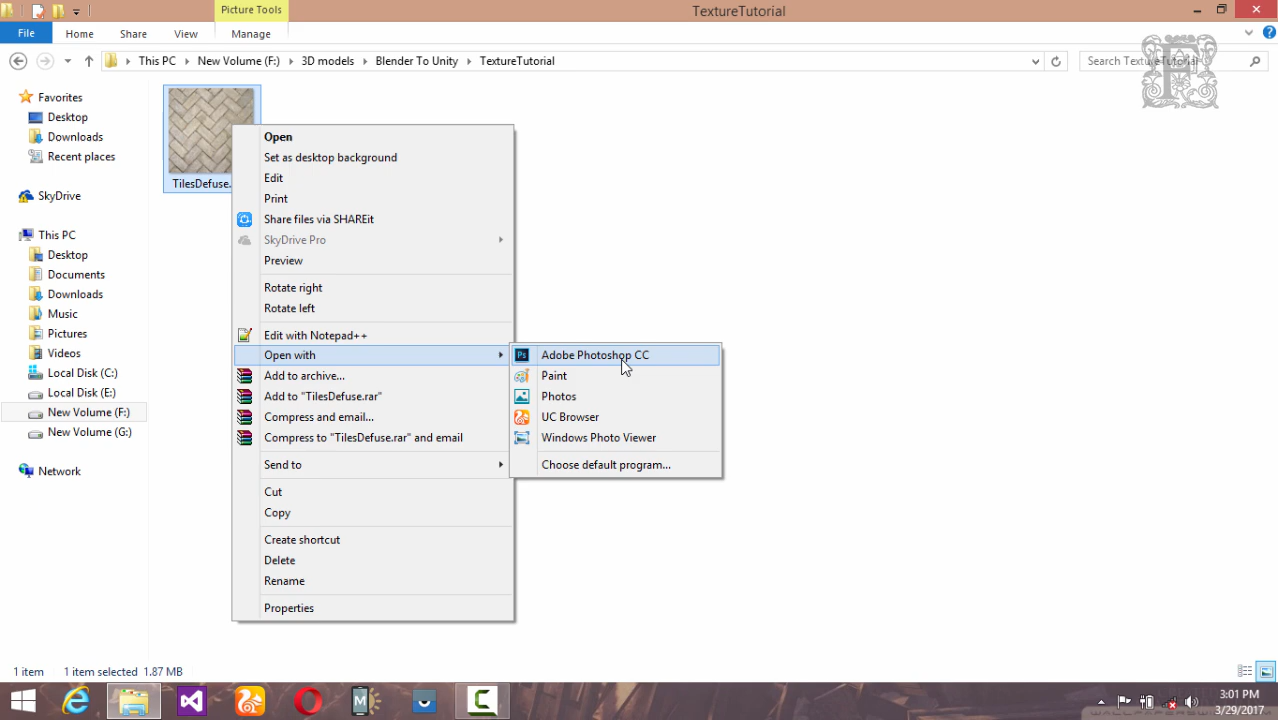 Picture Tools
TextureTutorial
File
Home
Share
View
Manage
This PC
New Volume (F:)
3D models
Blender To Unity
TextureTutorial
Search TextureTutorial
Favorites
Desktop
Downloads
Recent places
SkyDrive
This PC
Desktop
Documents
Downloads
Music
Pictures
Videos
Local Disk (C:)
Local Disk (E:)
New Volume (F:)
New Volume (G:)
Network
TilesDefuse.
Open
Set as desktop background
Edit
Print
Share files via SHAREit
SkyDrive Pro
Preview
Rotate right
Rotate left
Edit with Notepad++
Open with
Add to archive...
Add to "TilesDefuse.rar"
Compress and email...
Compress to "TilesDefuse.rar" and email
Send to
Cut
Copy
Create shortcut
Delete
Rename
Properties
Ps Adobe Photoshop CC
Paint
Photos
UC Browser
Windows Photo Viewer
Choose default program...
1 item
1 item selected 1.87 MB
3:01 PM
3/29/2017